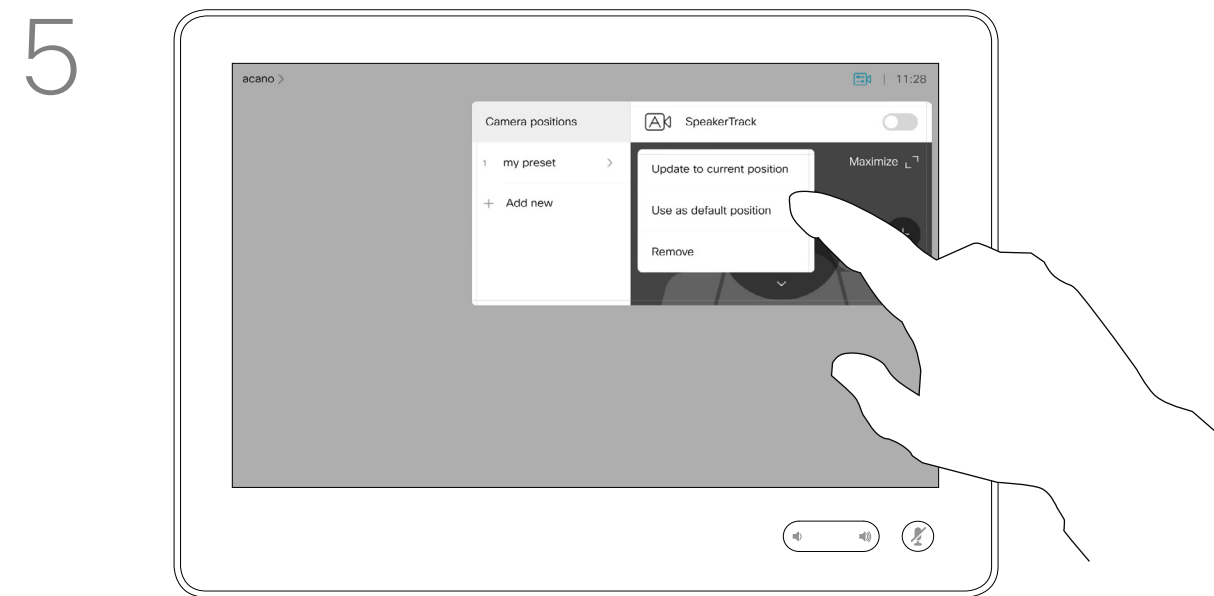 5
acano >
| 11:28
Camera positions
A SpeakerTrack
1 my preset >
Update to current position
Maximize
+ Add new
Use as default position
Remove